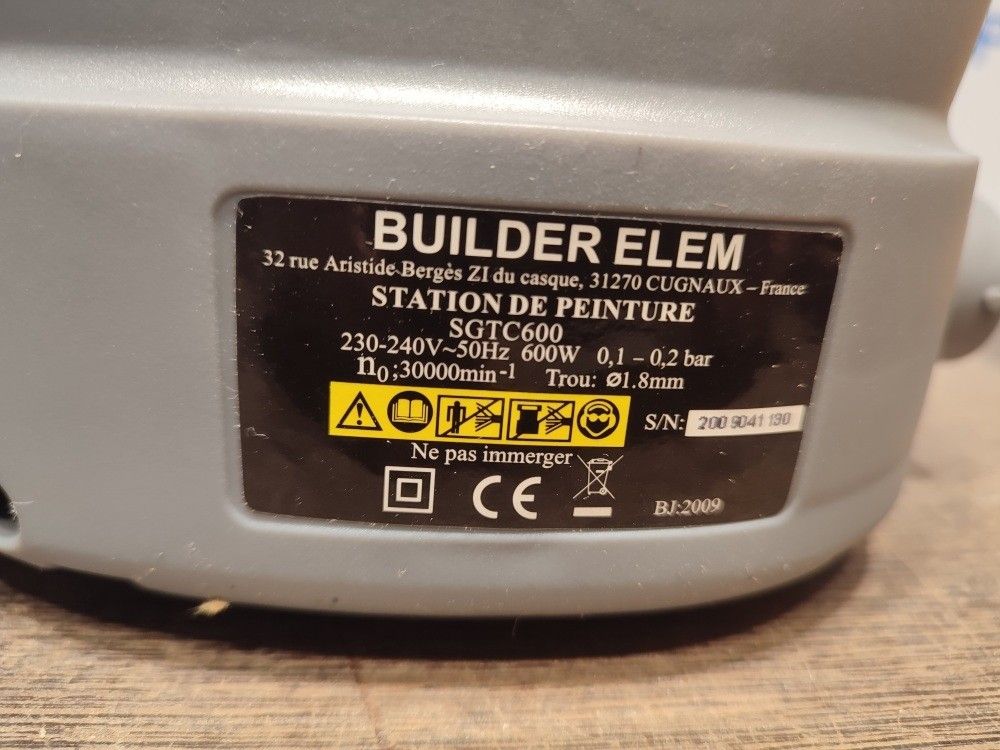 BUILDER ELEM
32 rue Aristide Bergès ZI du casque, 31270 CUGNAUX – France
STATION DE PEINTURE
SGTC600
230-240V~50Hz 600W 0,1 – 0,2 bar
n₀;30000min⁻¹ Trou: Ø1.8mm
S/N: 200 9041 190
Ne pas immerger
CE
BJ:2009